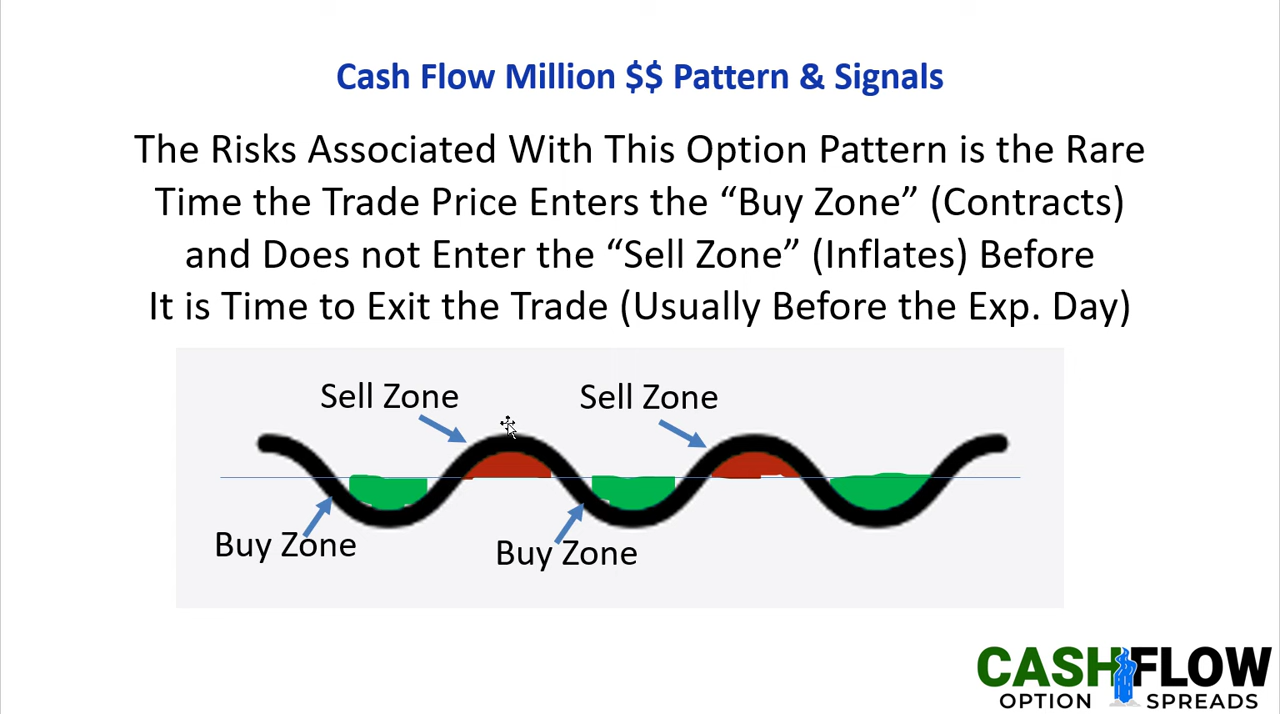 Cash Flow Million $$ Pattern & Signals
The Risks Associated With This Option Pattern is the Rare
Time the Trade Price Enters the “Buy Zone” (Contracts)
and Does not Enter the “Sell Zone” (Inflates) Before
It is Time to Exit the Trade (Usually Before the Exp. Day)
Sell Zone
Sell Zone
Buy Zone
Buy Zone
CASHFLOW
OPTION SPREADS